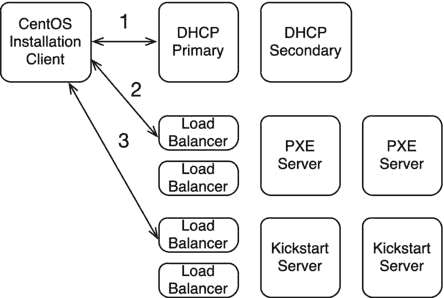 CentOS
Installation
Client
1
DHCP
Primary
DHCP
Secondary
2
3
Load
Balancer
PXE
Server
PXE
Server
Load
Balancer
Load
Balancer
Kickstart
Server
Kickstart
Server
Load
Balancer